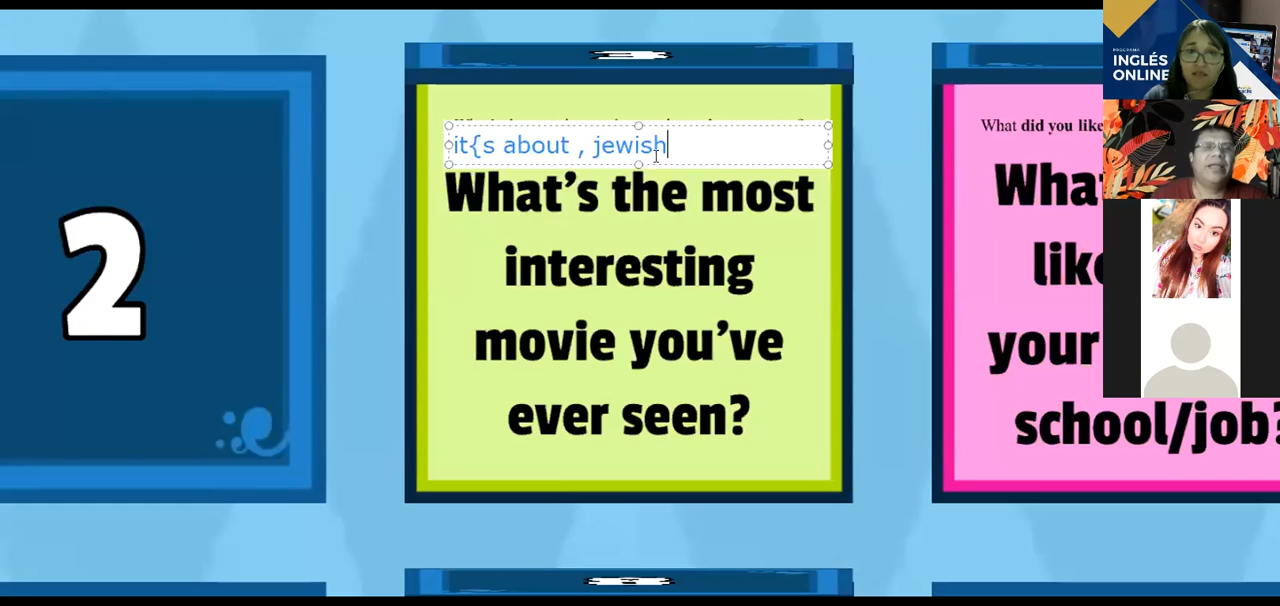 2
it{s about , jewish
What's the most
interesting
movie you've
ever seen?
What did you like
What
like
your
school/job?
PROGRAMA
INGLÉS
ONLINE